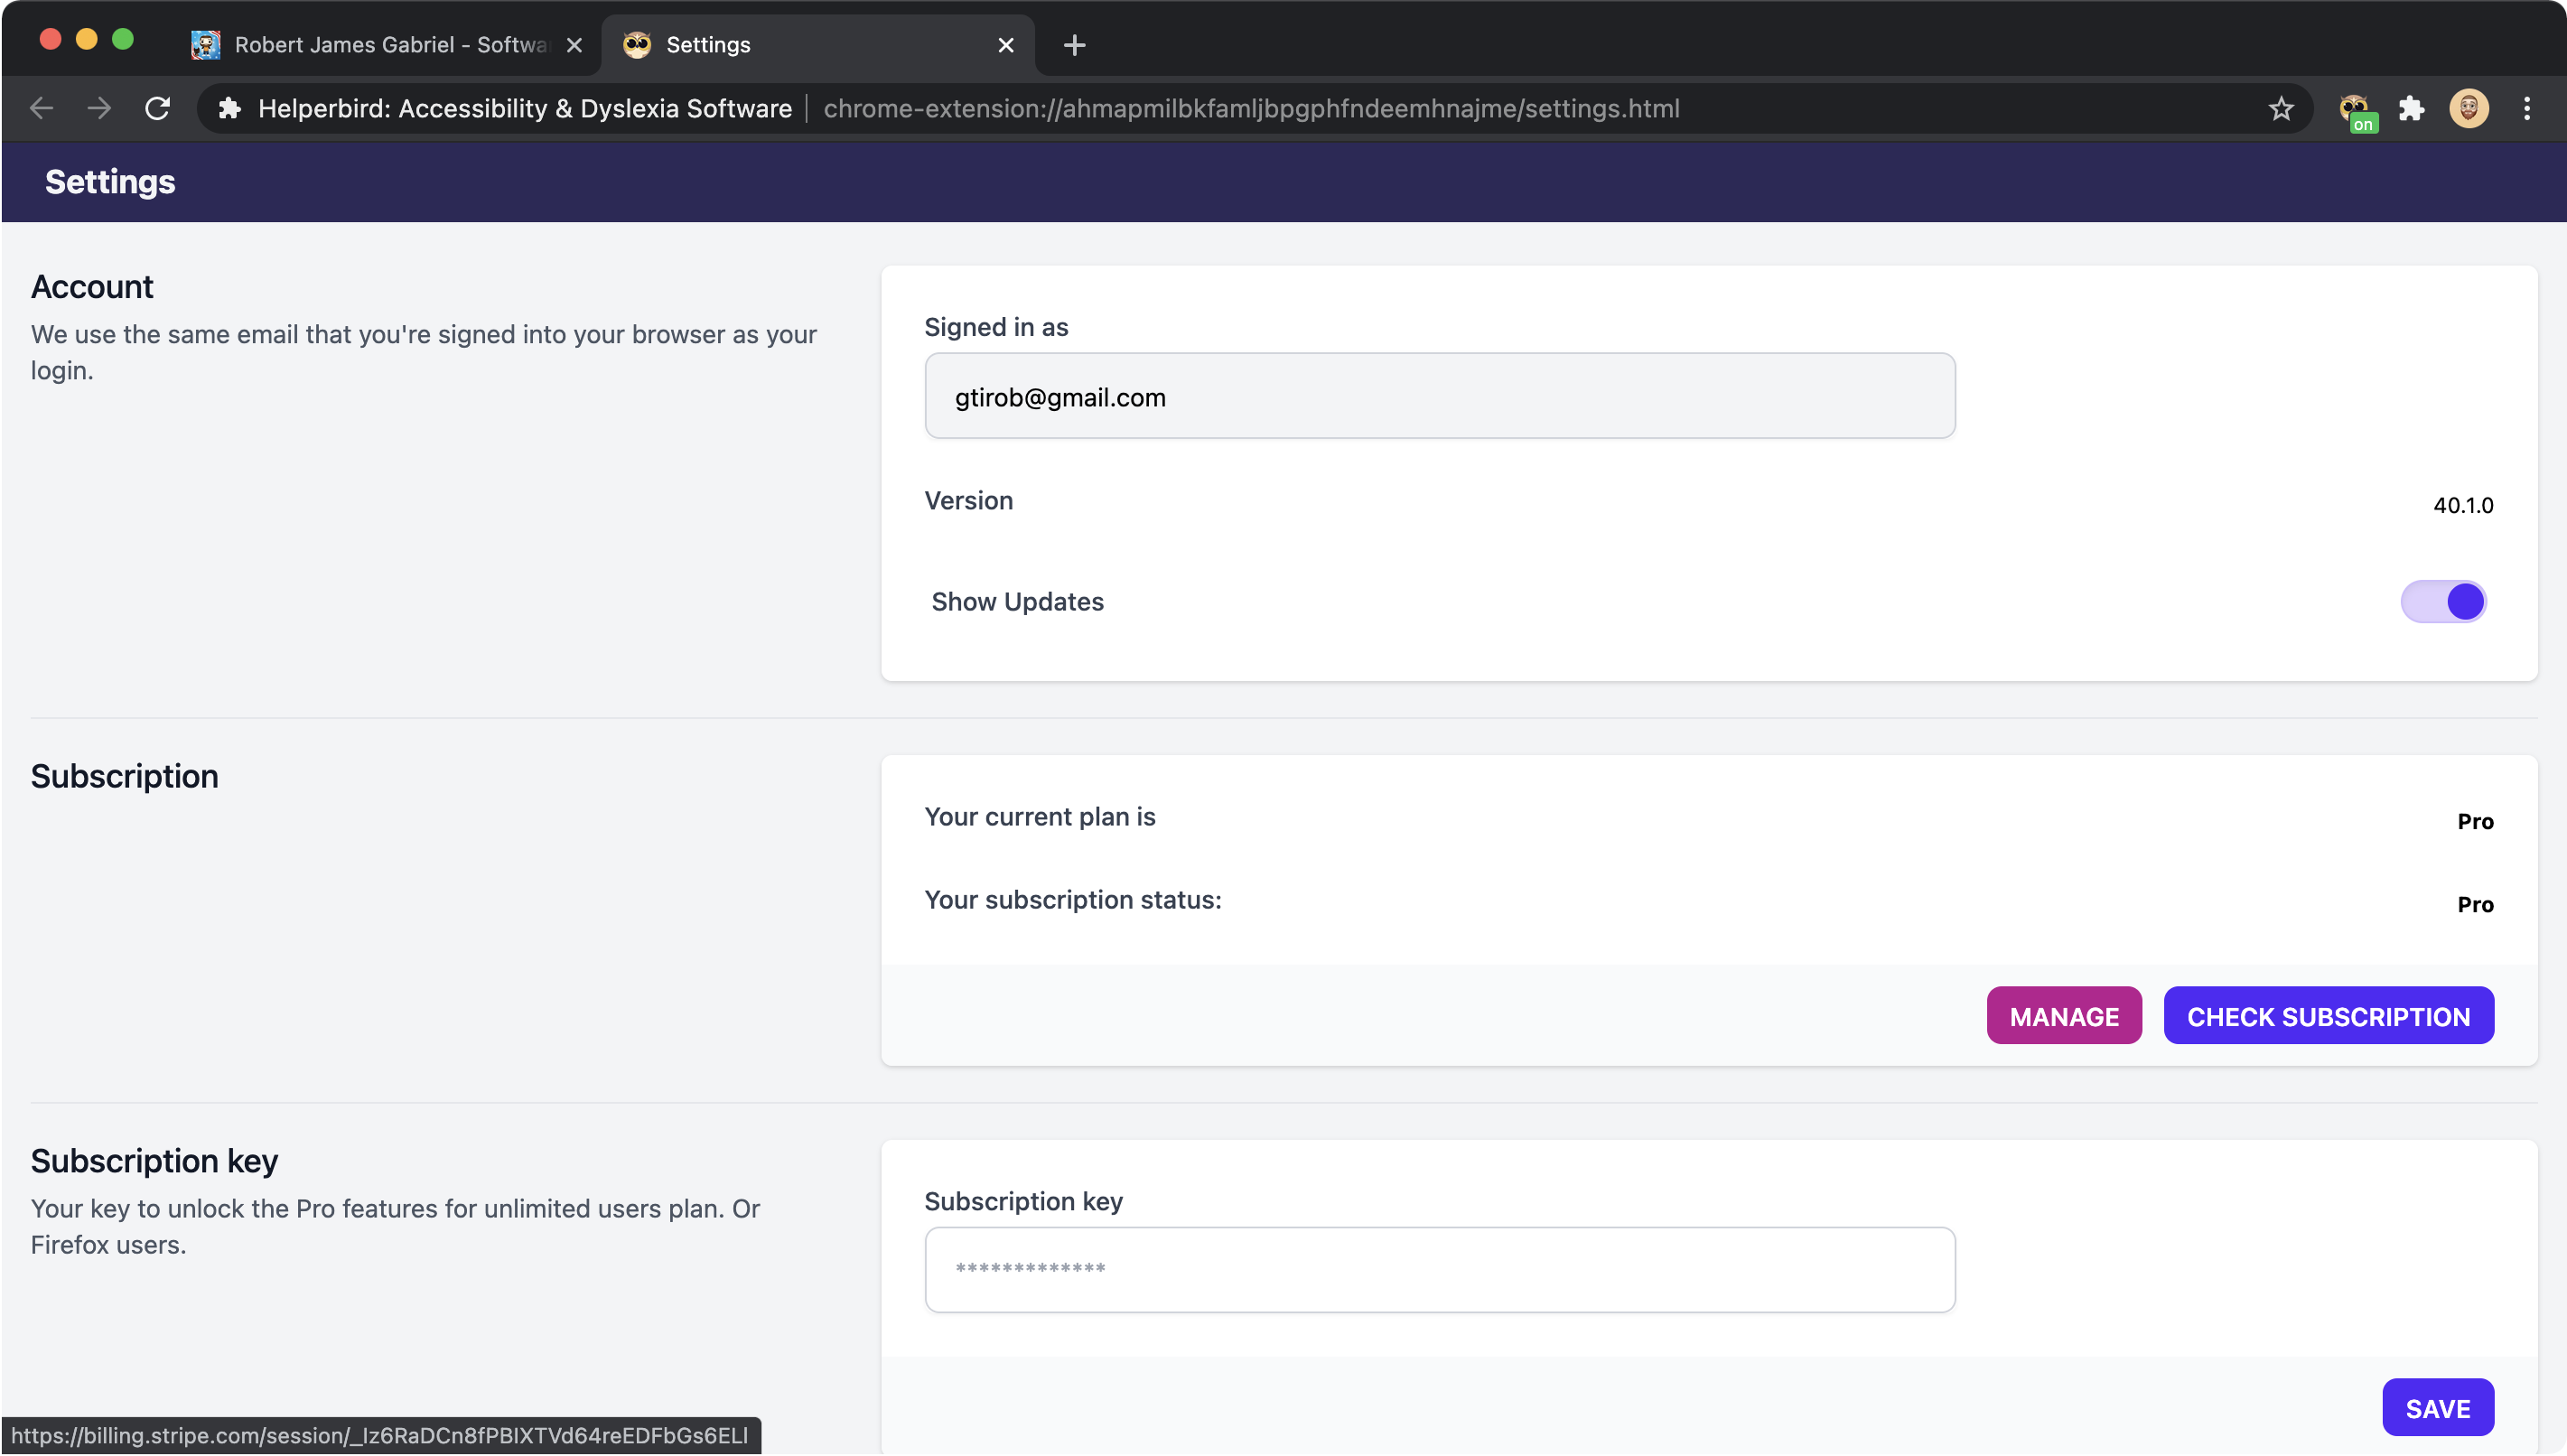 Robert James Gabriel - Softwa
Settings
Helperbird: Accessibility & Dyslexia Software
chrome-extension://ahmapmilbkfamljbpgphfndeemhnajme/settings.html
on
Settings
Account
We use the same email that you're signed into your browser as your
login.
Signed in as
gtirob@gmail.com
Version
40.1.0
Show Updates
Subscription
Your current plan is
Pro
Your subscription status:
Pro
MANAGE
CHECK SUBSCRIPTION
Subscription key
Your key to unlock the Pro features for unlimited users plan. Or
Firefox users.
Subscription key
*************
SAVE
https://billing.stripe.com/session/_Iz6RaDCn8fPBIXTVd64reEDFbGs6ELI